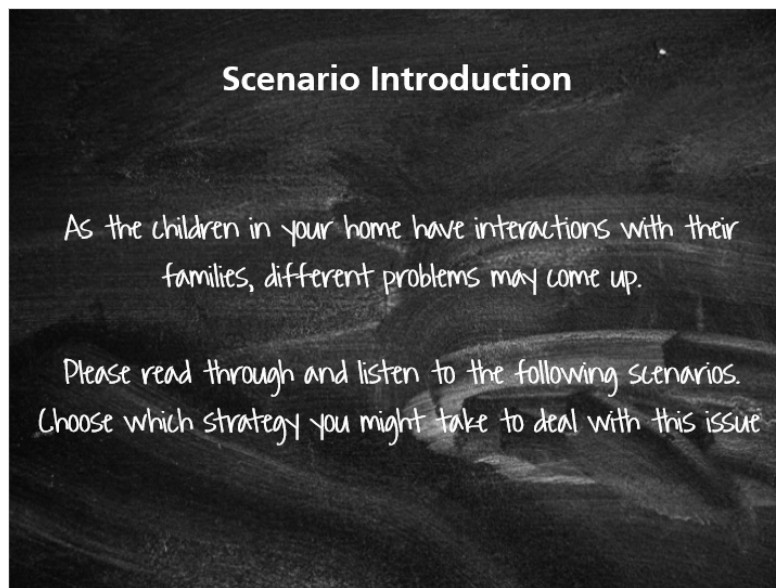 Scenario Introduction
As the children in your home have interactions with their
families, different problems may come up.
Please read through and listen to the following scenarios.
Choose which strategy you might take to deal with this issue